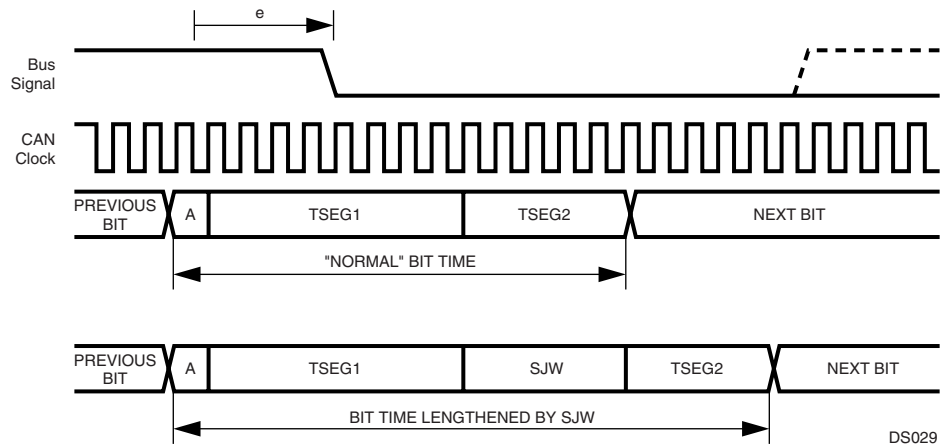 e
Bus
Signal
CAN
Clock
PREVIOUS
BIT
A
TSEG1
TSEG2
NEXT BIT
"NORMAL" BIT TIME
PREVIOUS
BIT
A
TSEG1
SJW
TSEG2
NEXT BIT
BIT TIME LENGTHENED BY SJW
DS029